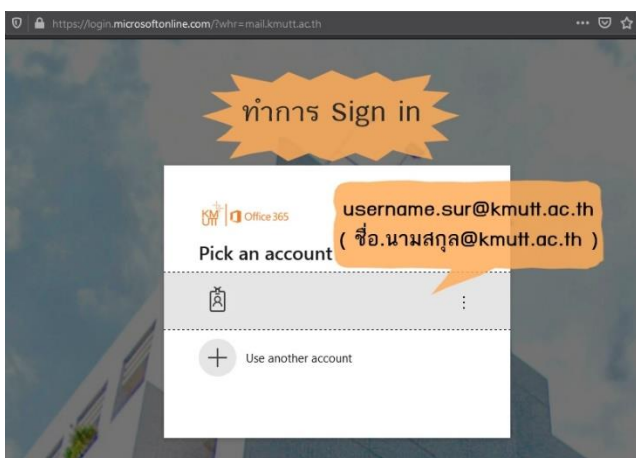 https://login.microsoftonline.com/?whr=mail.kmutt.ac.th
ทำการ Sign in
KMUTT Office 365
username.sur@kmutt.ac.th
( ชื่อ.นามสกุล@kmutt.ac.th )
Pick an account
Use another account